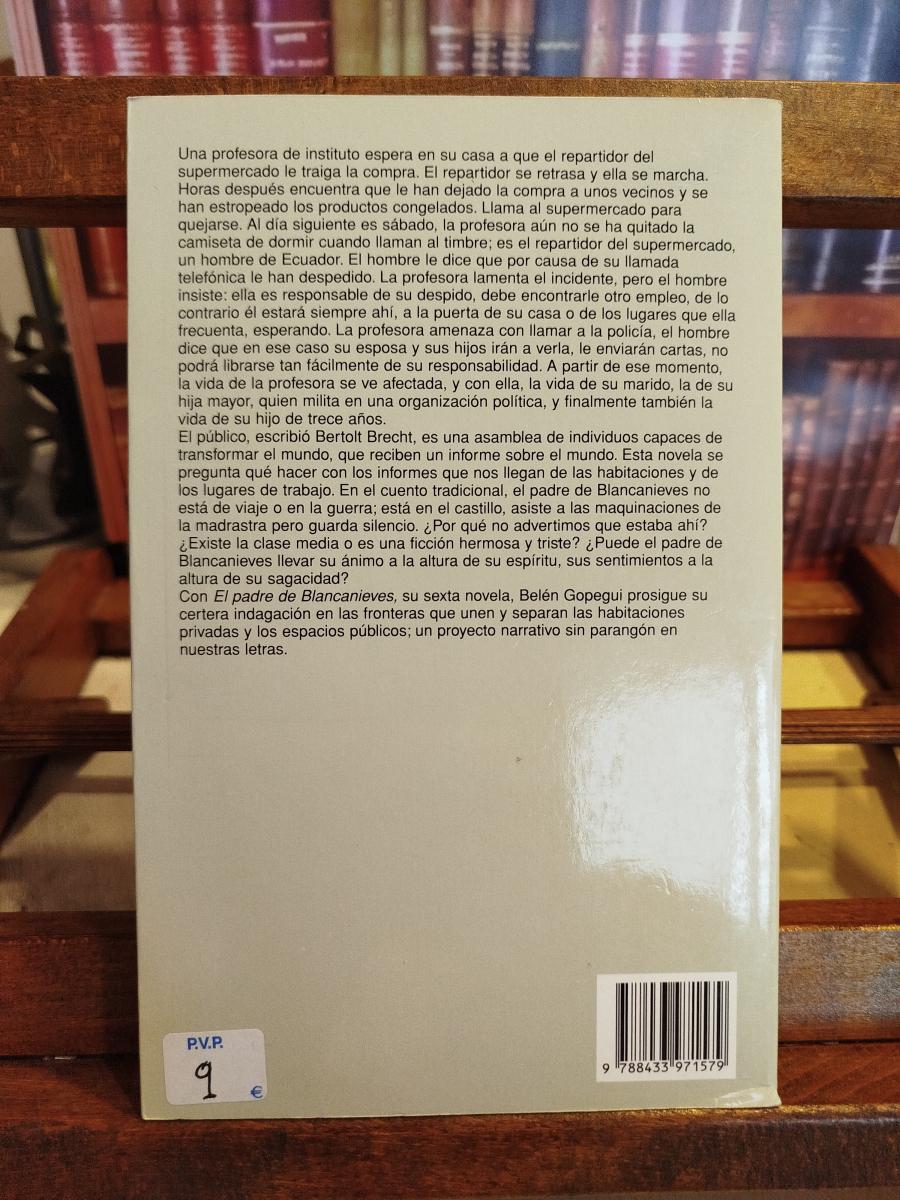 Una profesora de instituto espera en su casa a que el repartidor del
supermercado le traiga la compra. El repartidor se retrasa y ella se marcha.
Horas después encuentra que le han dejado la compra a unos vecinos y se
han estropeado los productos congelados. Llama al supermercado para
quejarse. Al día siguiente es sábado, la profesora aún no se ha quitado la
camiseta de dormir cuando llaman al timbre; es el repartidor del supermercado,
un hombre de Ecuador. El hombre le dice que por causa de su llamada
telefónica le han despedido. La profesora lamenta el incidente, pero el hombre
insiste: ella es responsable de su despido, debe encontrarle otro empleo, de lo
contrario él estará siempre ahí, a la puerta de su casa o de los lugares que ella
frecuenta, esperando. La profesora amenaza con llamar a la policía, el hombre
dice que en ese caso su esposa y sus hijos irán a verla, le enviarán cartas, no
podrá librarse tan fácilmente de su responsabilidad. A partir de ese momento,
la vida de la profesora se ve afectada, y con ella, la vida de su marido, la de su
hija mayor, quien milita en una organización política, y finalmente también la
vida de su hijo de trece años.
El público, escribió Bertolt Brecht, es una asamblea de individuos capaces de
transformar el mundo, que reciben un informe sobre el mundo. Esta novela se
pregunta qué hacer con los informes que nos llegan de las habitaciones y de
los lugares de trabajo. En el cuento tradicional, el padre de Blancanieves no
está de viaje o en la guerra; está en el castillo, asiste a las maquinaciones de
la madrastra pero guarda silencio. ¿Por qué no advertimos que estaba ahí?
¿Existe la clase media o es una ficción hermosa y triste? ¿Puede el padre de
Blancanieves llevar su ánimo a la altura de su espíritu, sus sentimientos a la
altura de su sagacidad?
Con El padre de Blancanieves, su sexta novela, Belén Gopegui prosigue su
certera indagación en las fronteras que unen y separan las habitaciones
privadas y los espacios públicos; un proyecto narrativo sin parangón en
nuestras letras.
P.V.P.
9
€
9 788433 971579